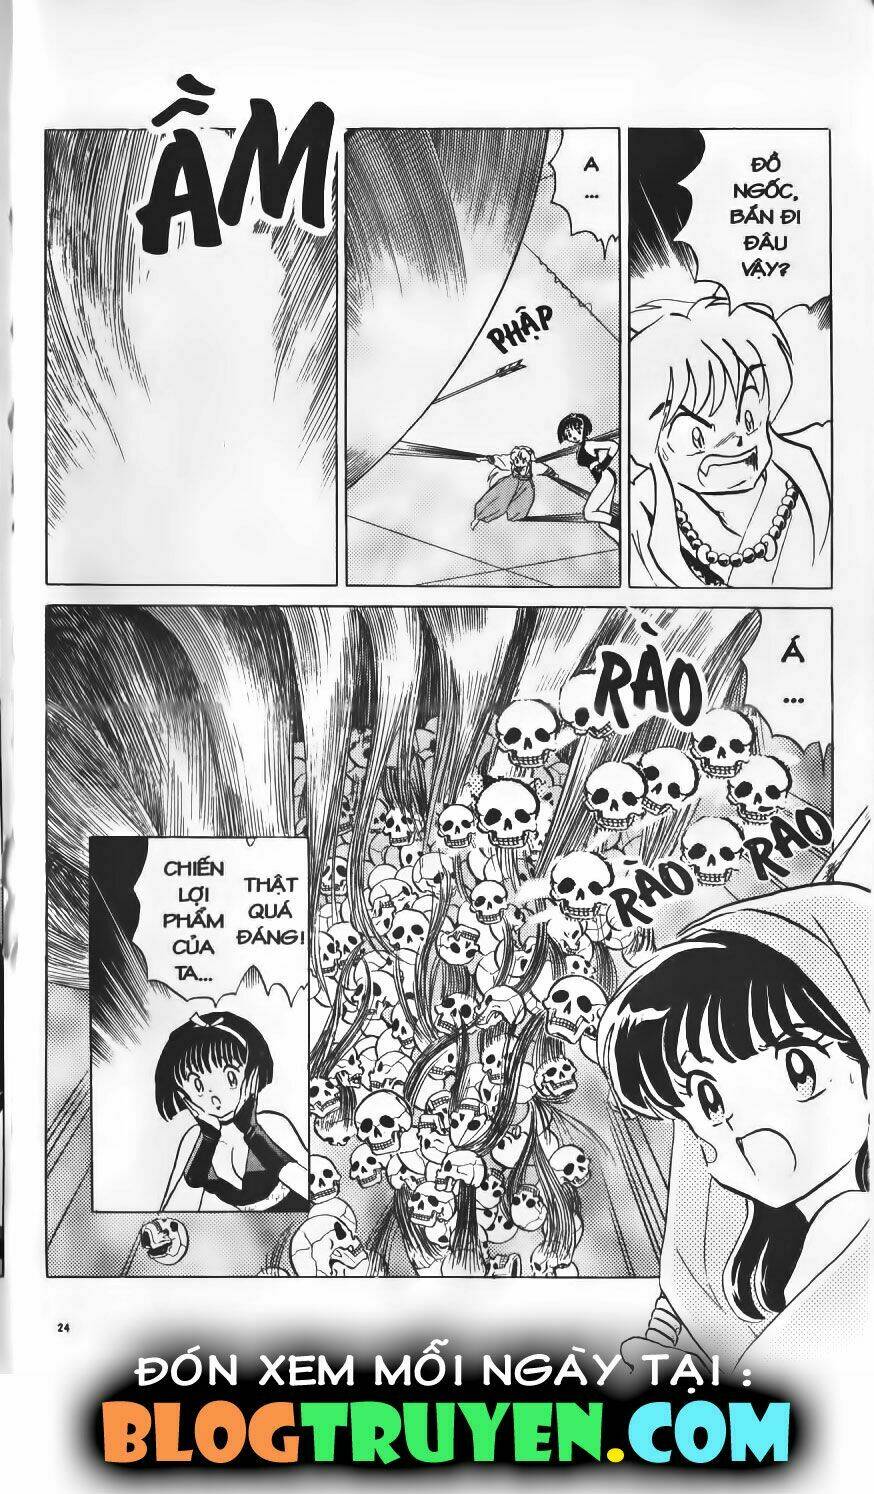 ĐỒ
NGỐC,
BẮN ĐI
ĐÂU
VẬY?
A
...
PHẬP
ẦM
Á
...
RÀO
RÀO
RÀO
THẬT
QUÁ
ĐÁNG!
CHIẾN
LỢI
PHẨM
CỦA
TA...
24
ĐÓN XEM MỖI NGÀY TẠI :
BLOGTRUYEN.COM